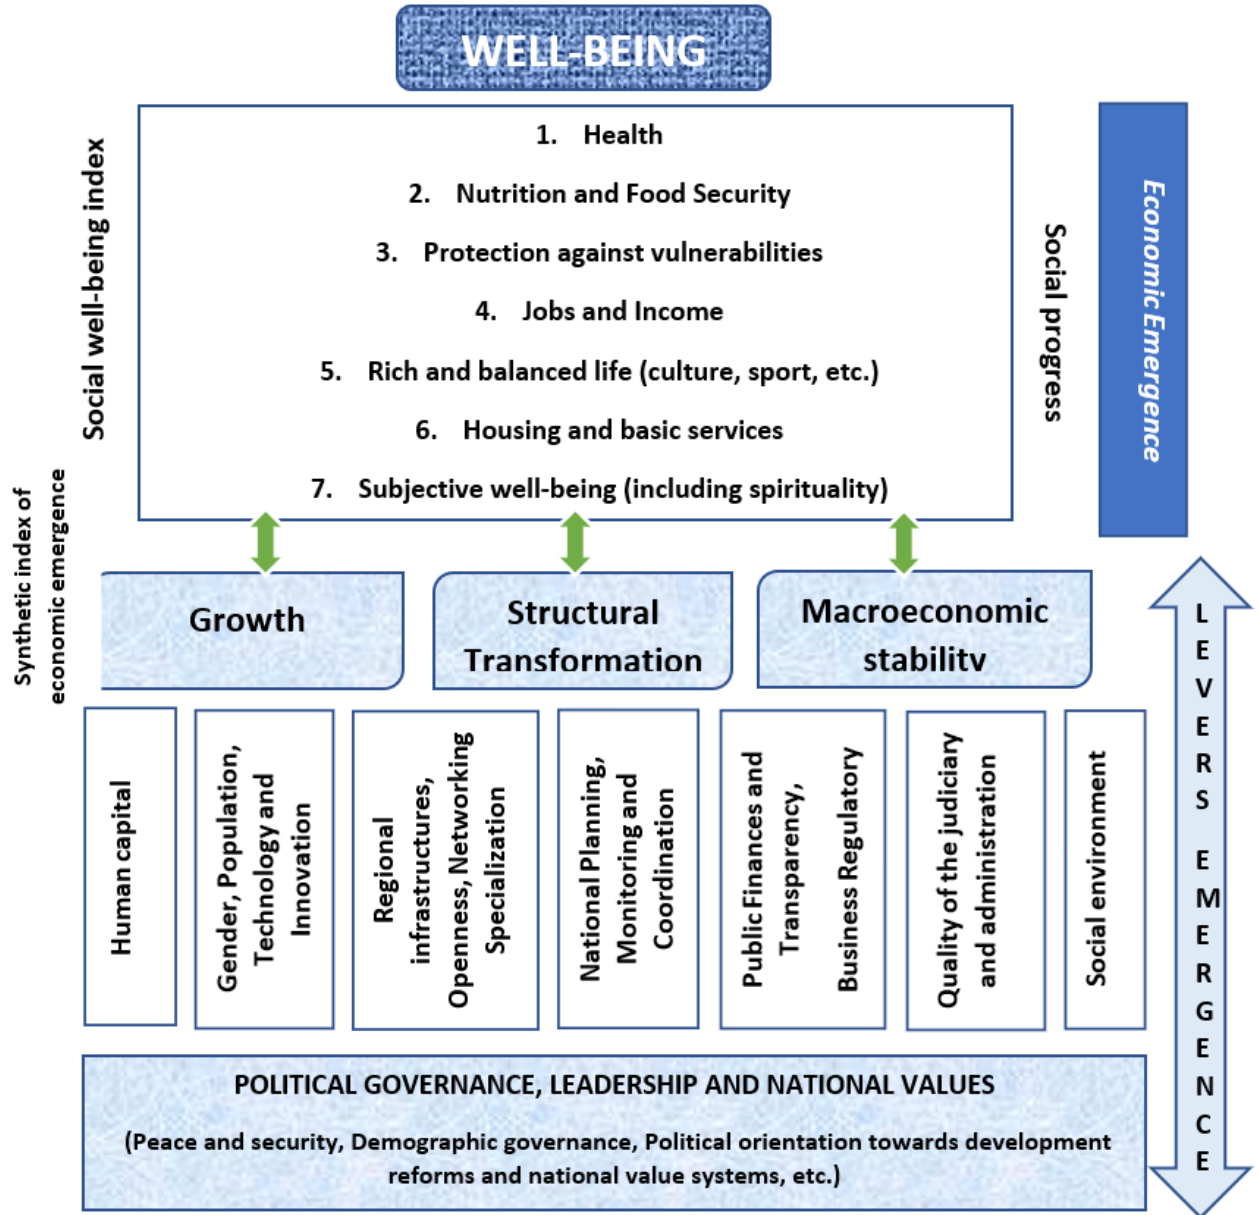 WELL-BEING
Social well-being index
1. Health
2. Nutrition and Food Security
3. Protection against vulnerabilities
4. Jobs and Income
5. Rich and balanced life (culture, sport, etc.)
6. Housing and basic services
7. Subjective well-being (including spirituality)
Social progress
Economic Emergence
Synthetic index of
economic emergence
Growth
Structural
Transformation
Macroeconomic
stability
Human capital
Gender, Population,
Technology and
Innovation
Regional
infrastructures,
Openness, Networking
Specialization
National Planning,
Monitoring and
Coordination
Public Finances and
Transparency,
Business Regulatory
Quality of the judiciary
and administration
Social environment
LEVERS EMERGENCE
POLITICAL GOVERNANCE, LEADERSHIP AND NATIONAL VALUES
(Peace and security, Demographic governance, Political orientation towards development
reforms and national value systems, etc.)